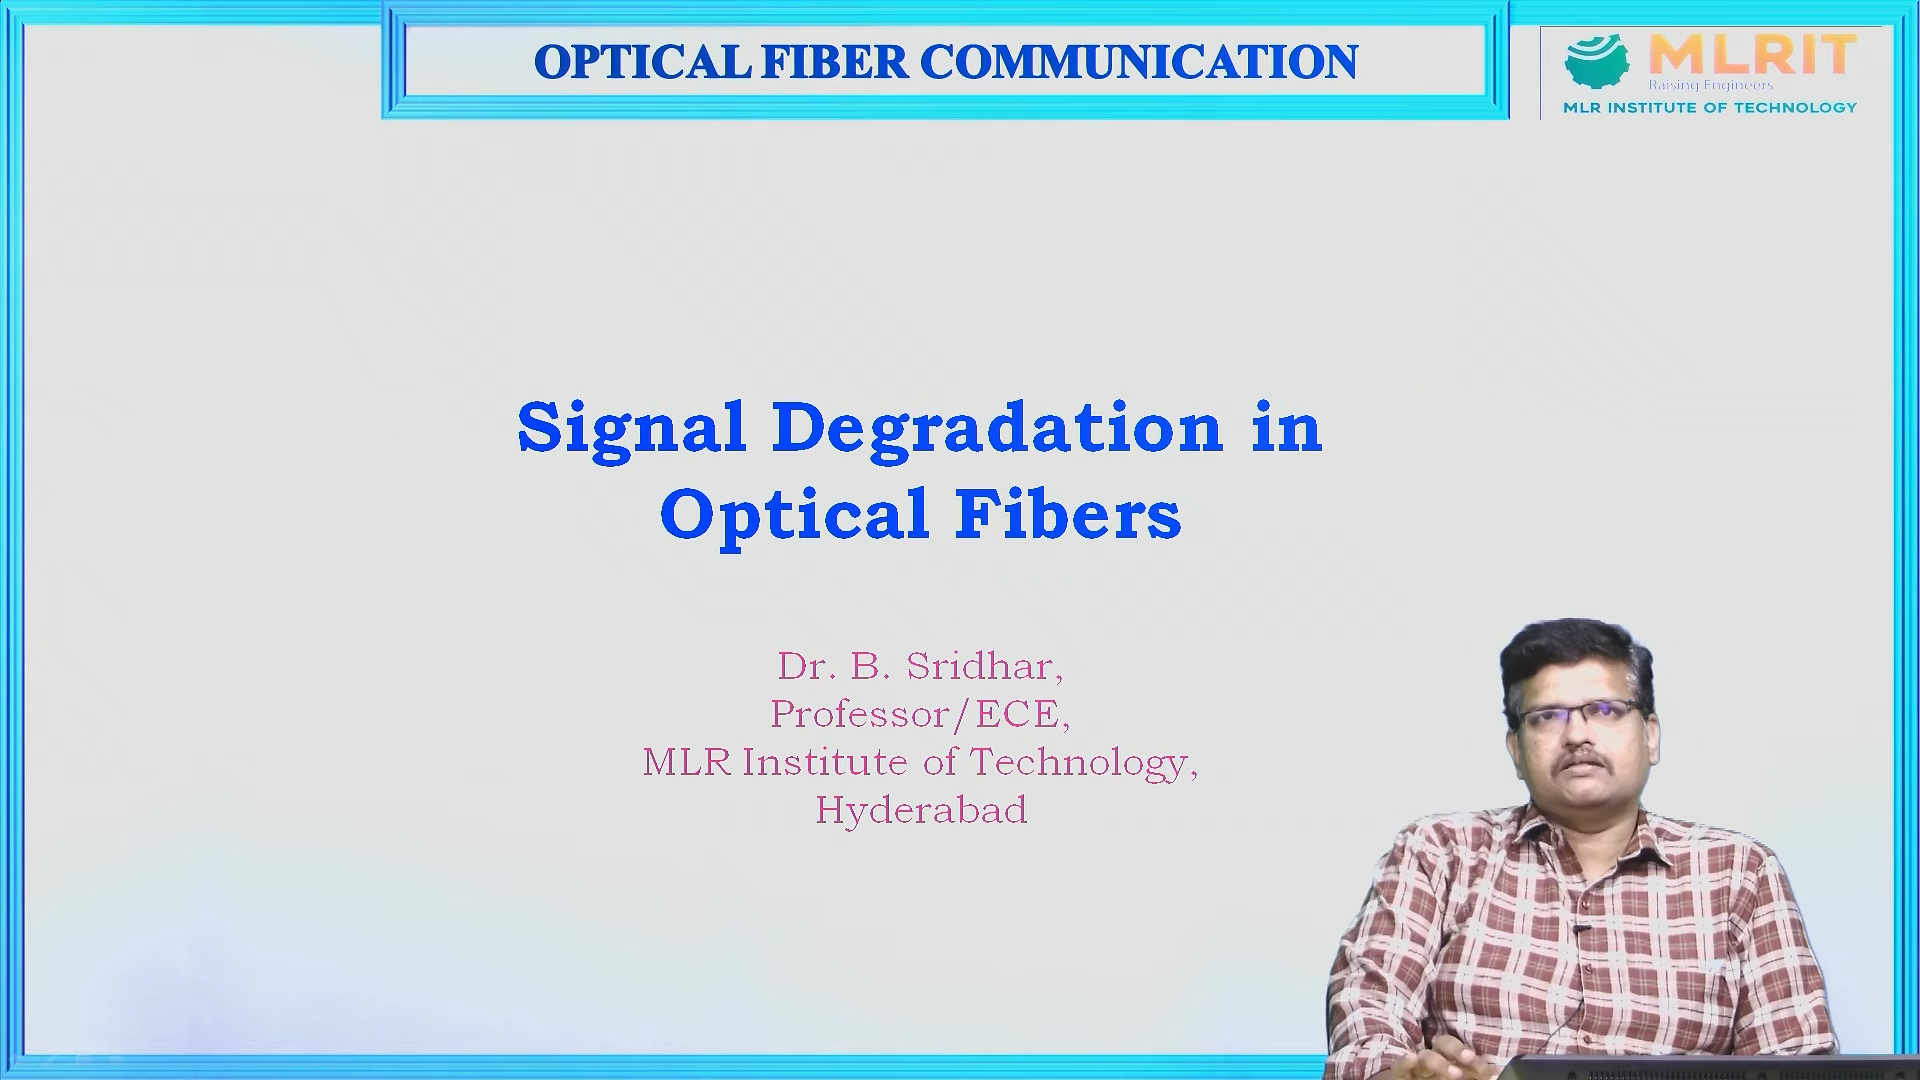 OPTICAL FIBER COMMUNICATION
MLRIT
Raising Engineers
MLR INSTITUTE OF TECHNOLOGY
Signal Degradation in
Optical Fibers
Dr. B. Sridhar,
Professor/ECE,
MLR Institute of Technology,
Hyderabad